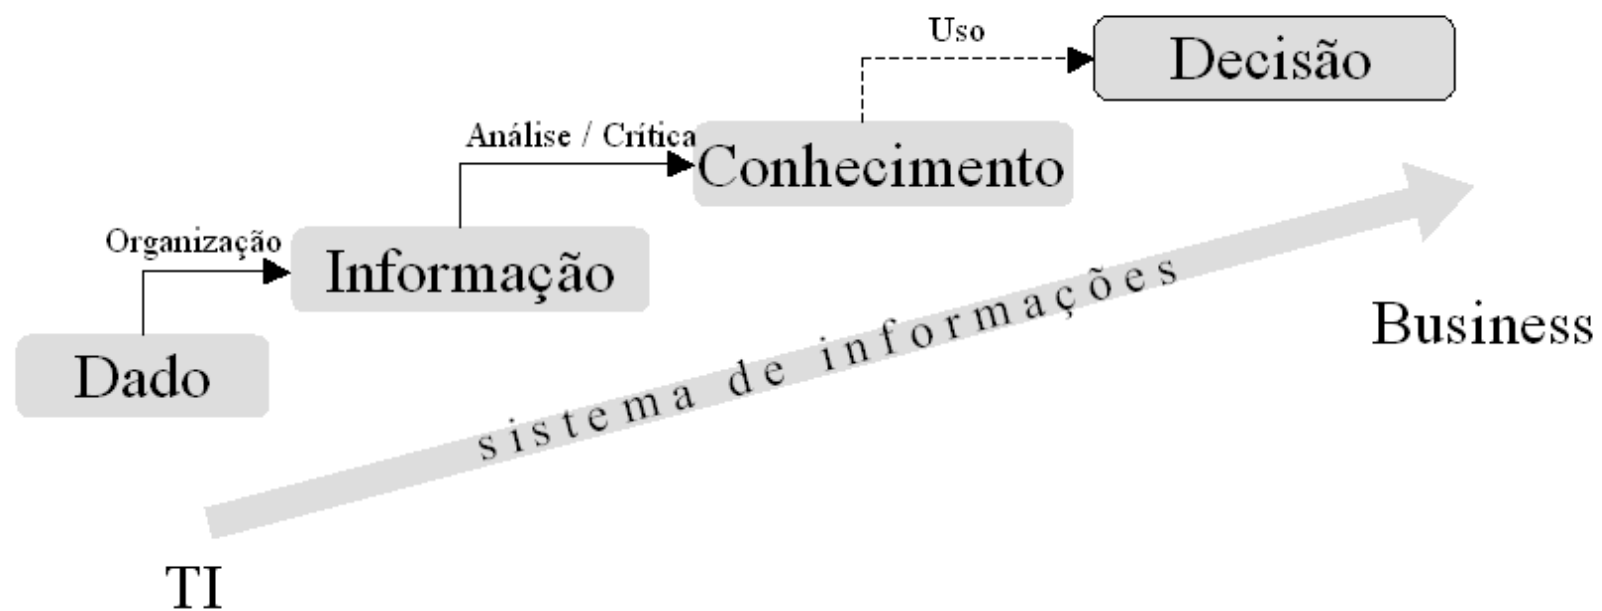 Uso
Decisão
Análise / Crítica
Conhecimento
Organização
Informação
Dado
sistema de informações
Business
TI